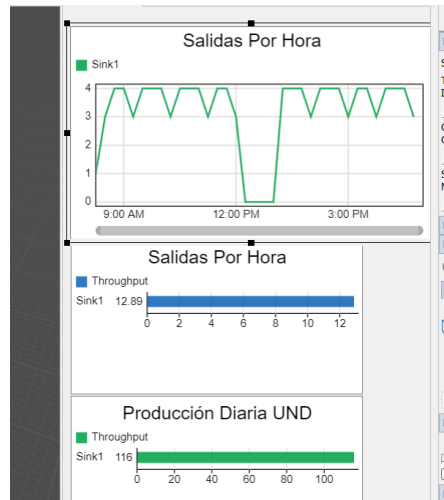 Salidas Por Hora
Sink1
4
3
2
1
0
9:00 AM 12:00 PM 3:00 PM
Salidas Por Hora
Throughput
Sink1 12.89
0 2 4 6 8 10 12
Producción Diaria UND
Throughput
Sink1 116
0 20 40 60 80 100